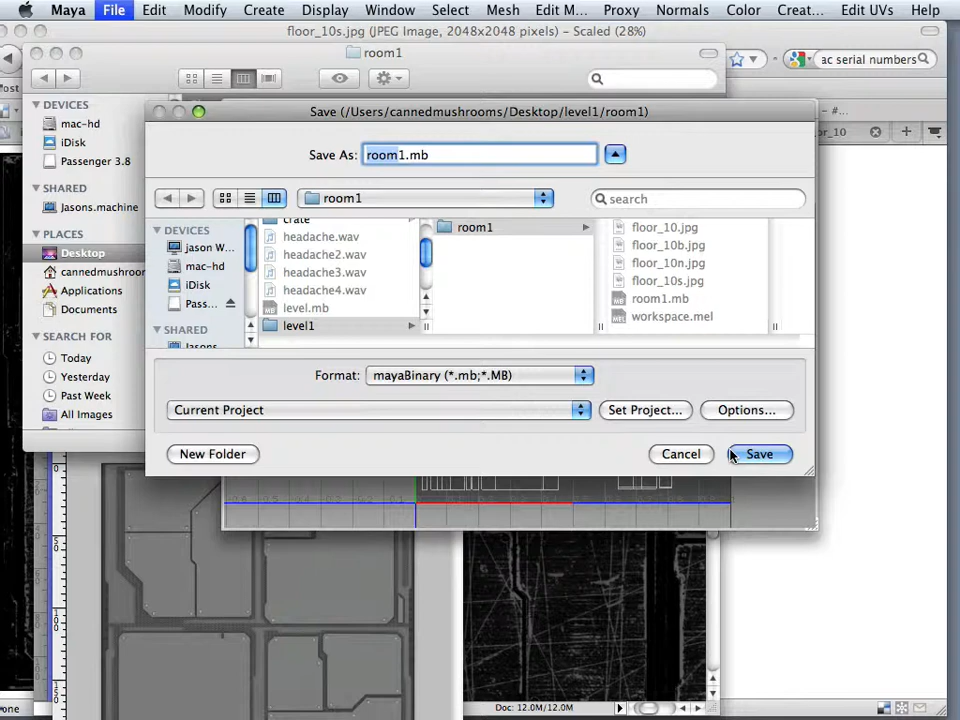 Maya File Edit Modify Create Display Window Select Mesh Edit M... Proxy Normals Color Creat... Edit UVs Help
floor_10s.jpg (JPEG Image, 2048x2048 pixels) – Scaled (28%)
room1
ac serial numbers
DEVICES
mac-hd
iDisk
Passenger 3.8
SHARED
Jasons.machine
PLACES
Desktop
cannedmushroom
Applications
Documents
SEARCH FOR
Today
Yesterday
Past Week
All Images
Save (/Users/cannedmushrooms/Desktop/level1/room1)
Save As: room1.mb
room1
search
DEVICES
jason W...
mac-hd
iDisk
Pass...
SHARED
Jasons...
crate
headache.wav
headache2.wav
headache3.wav
headache4.wav
level.mb
level1
room1
floor_10.jpg
floor_10b.jpg
floor_10n.jpg
floor_10s.jpg
room1.mb
workspace.mel
Format: mayaBinary (*.mb;*.MB)
Current Project
Set Project...
Options...
New Folder
Cancel
Save
oor_10
Doc: 12.0M/12.0M
one